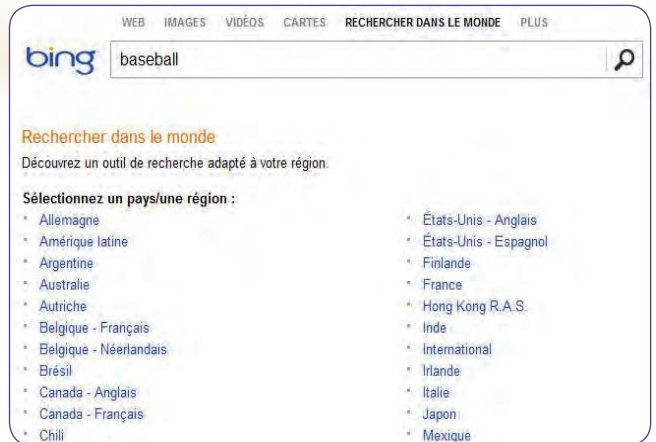 WEB IMAGES VIDÉOS CARTES RECHERCHER DANS LE MONDE PLUS
bing baseball
Rechercher dans le monde
Découvrez un outil de recherche adapté à votre région.
Sélectionnez un pays/une région :
Allemagne
Amérique latine
Argentine
Australie
Autriche
Belgique - Français
Belgique - Néerlandais
Brésil
Canada - Anglais
Canada - Français
Chili
États-Unis - Anglais
États-Unis - Espagnol
Finlande
France
Hong Kong R.A.S.
Inde
International
Irlande
Italie
Japon
Mexique